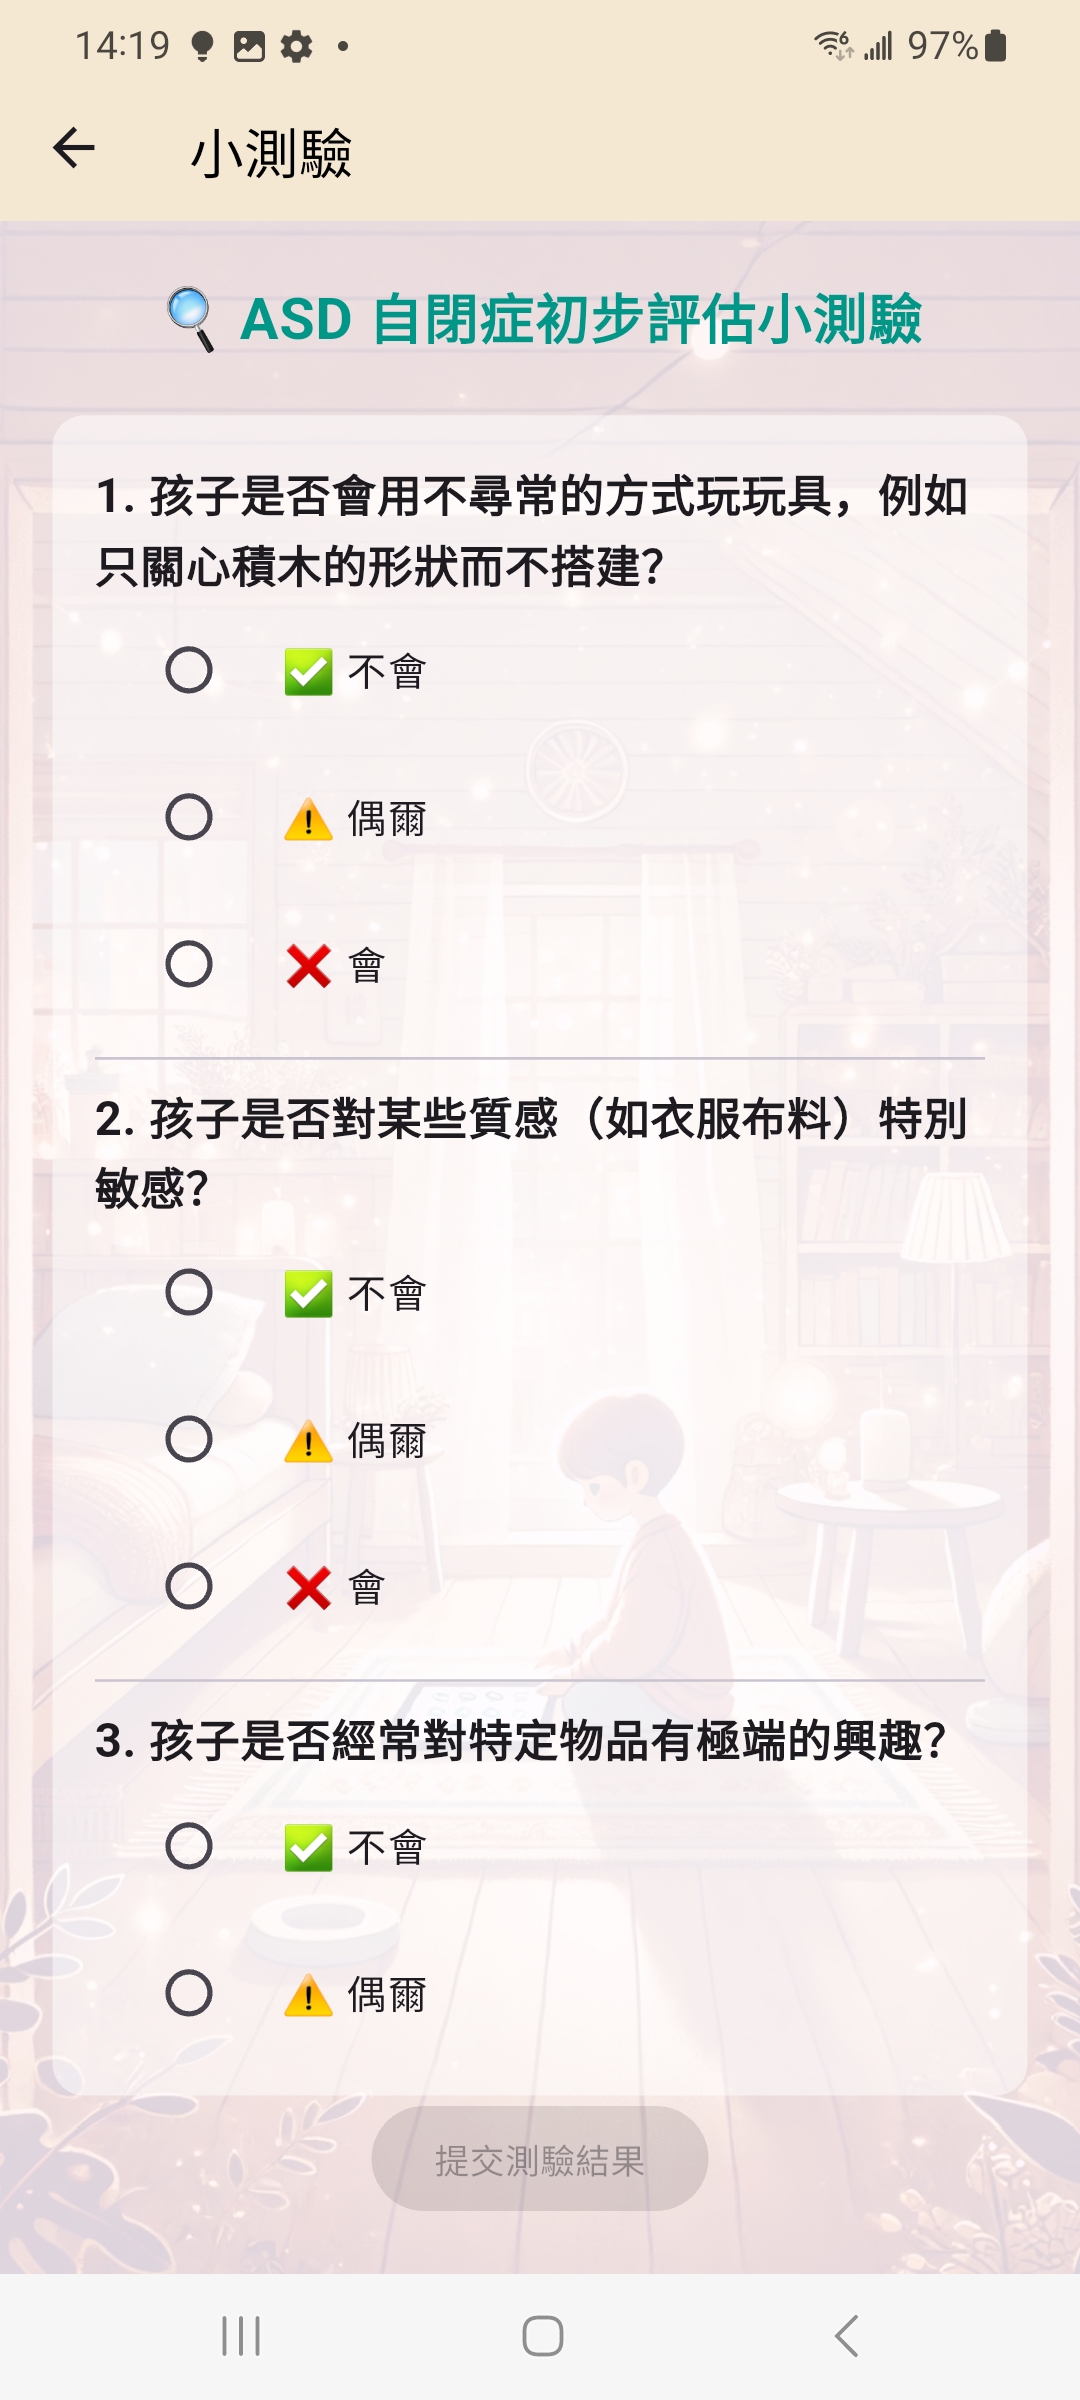 14:19
97%
小測驗
ASD 自閉症初步評估小測驗
1. 孩子是否會用不尋常的方式玩玩具，例如
只關心積木的形狀而不搭建？
不會
偶爾
會
2. 孩子是否對某些質感（如衣服布料）特別
敏感？
不會
偶爾
會
3. 孩子是否經常對特定物品有極端的興趣？
不會
偶爾
提交測驗結果